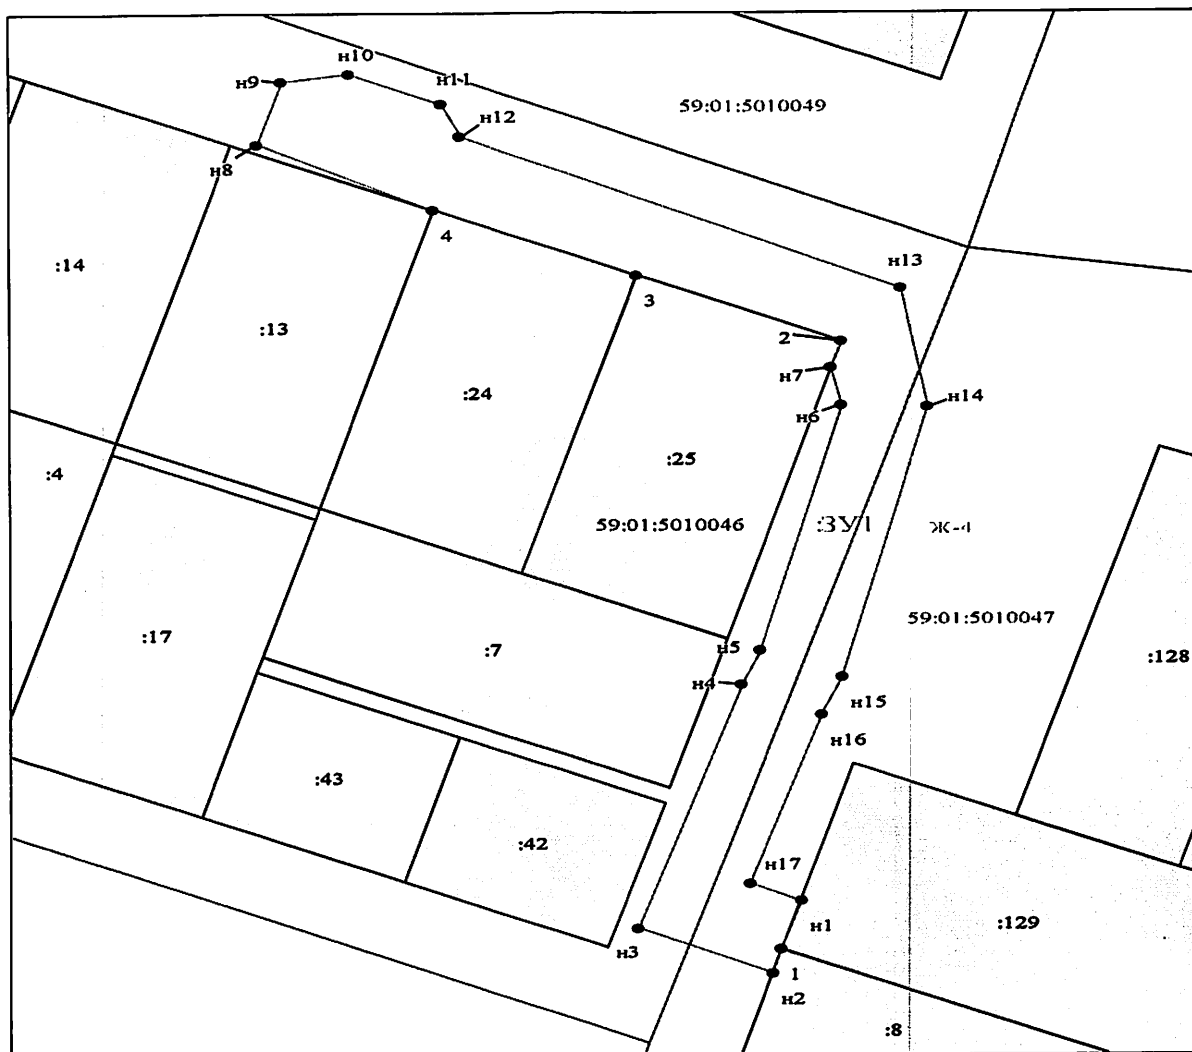 н10
н9
н11
59:01:5010049
н12
н8
4
:14
н13
3
:13
2
н7
:24
н14
н6
:25
:4
59:01:5010046
:ЗУ1
Ж-4
59:01:5010047
:17
н5
:7
:128
н4
н15
н16
:43
:42
н17
:129
н1
н3
1
н2
:8